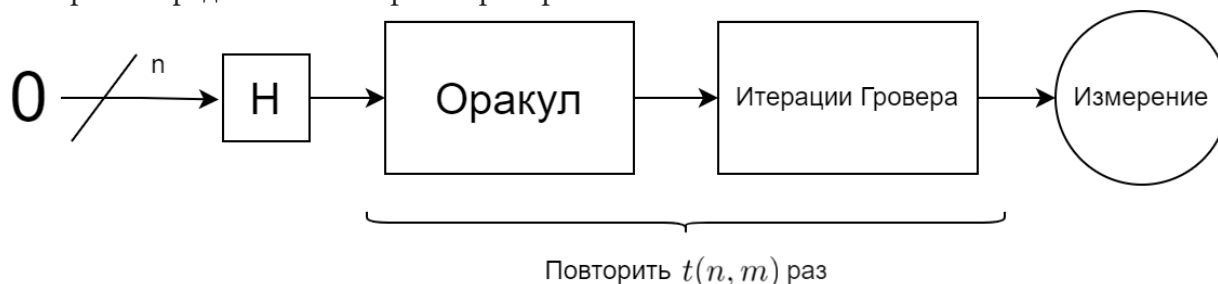 0
n
H
Оракул
Итерации Гровера
Измерение
Повторить t(n, m) раз